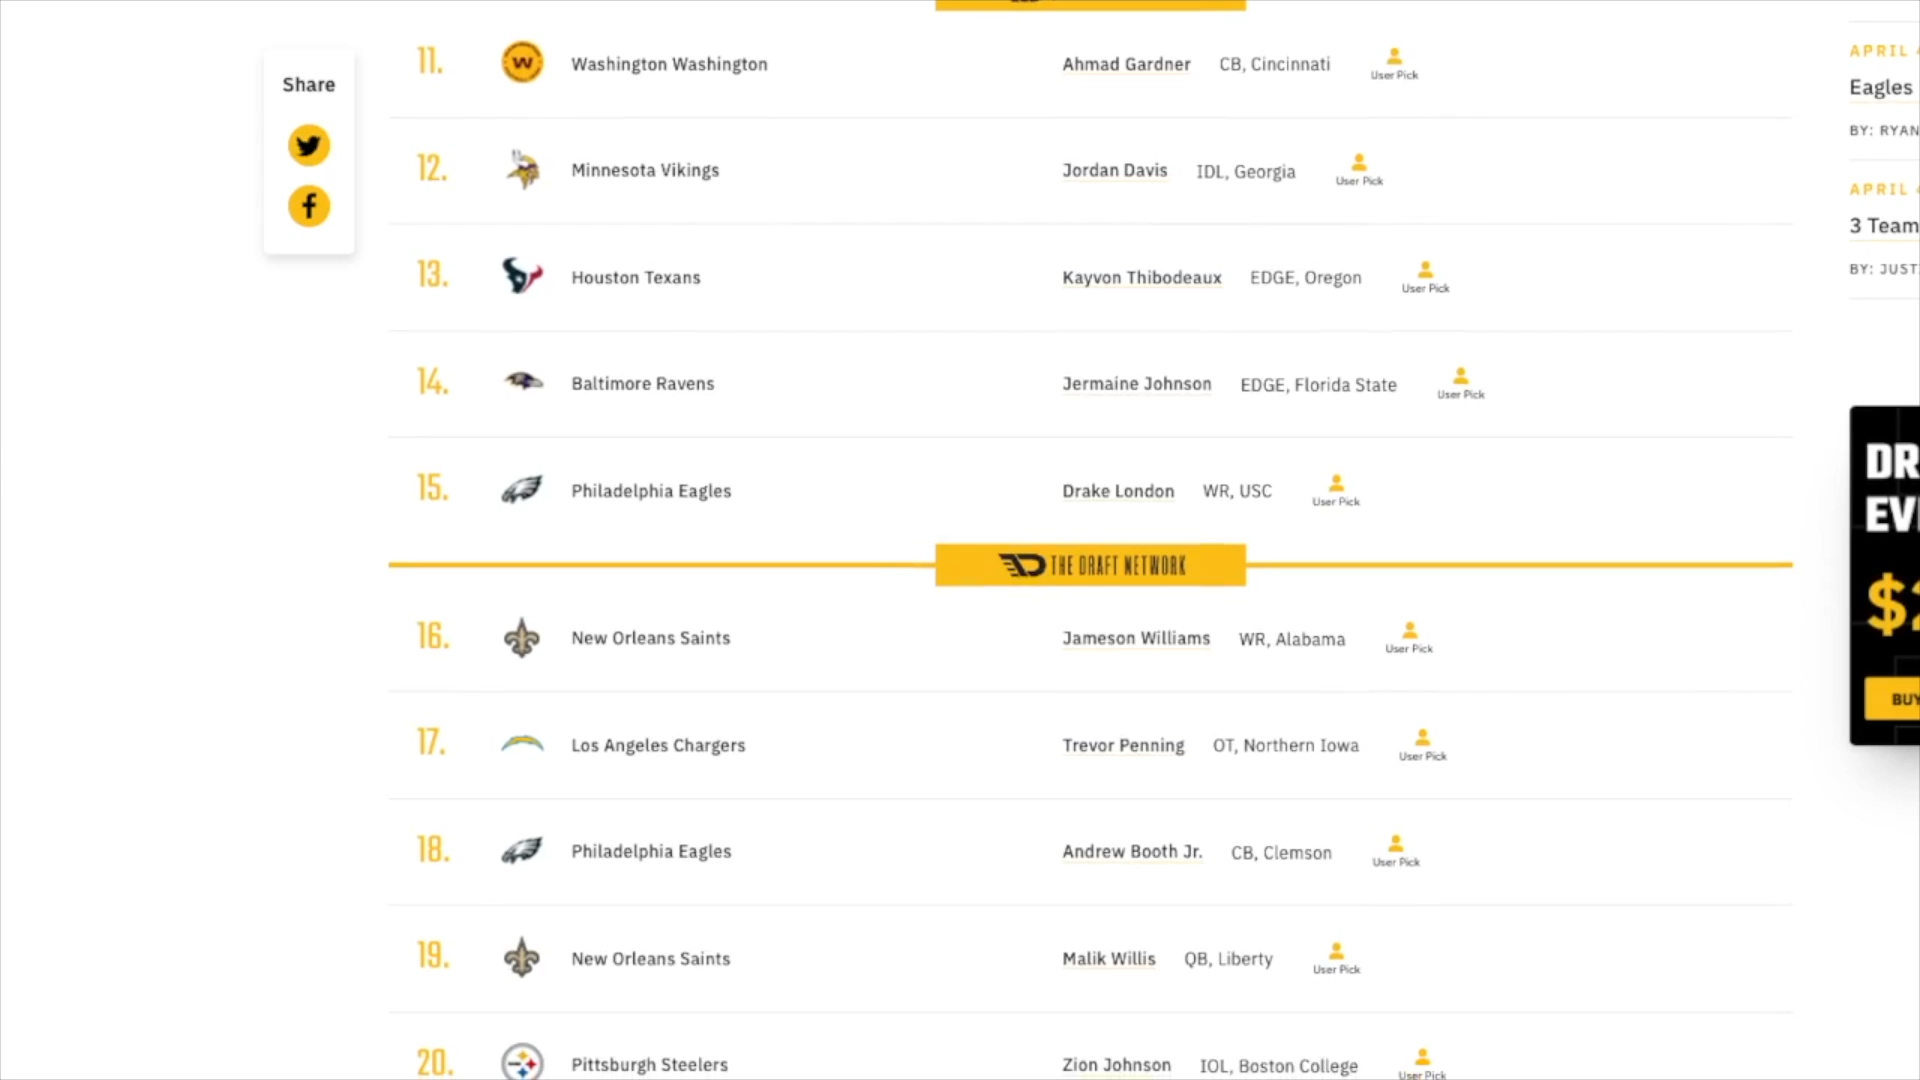 Share
11. W Washington Washington Ahmad Gardner CB, Cincinnati User Pick
12. Minnesota Vikings Jordan Davis IDL, Georgia User Pick
13. Houston Texans Kayvon Thibodeaux EDGE, Oregon User Pick
14. Baltimore Ravens Jermaine Johnson EDGE, Florida State User Pick
15. Philadelphia Eagles Drake London WR, USC User Pick
THE DRAFT NETWORK
16. New Orleans Saints Jameson Williams WR, Alabama User Pick
17. Los Angeles Chargers Trevor Penning OT, Northern Iowa User Pick
18. Philadelphia Eagles Andrew Booth Jr. CB, Clemson User Pick
19. New Orleans Saints Malik Willis QB, Liberty User Pick
20. Pittsburgh Steelers Zion Johnson IOL, Boston College User Pick
APRIL
Eagles
BY: RYAN
APRIL
3 Team
BY: JUST
DR
EV
$
BUY